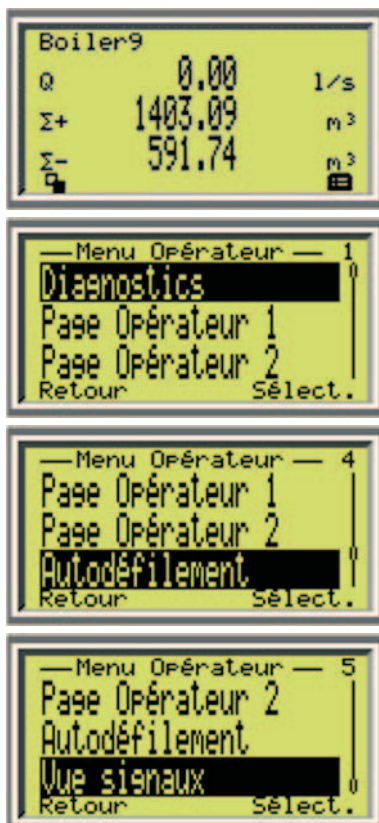 Boiler9
Q 0.00 l/s
Σ+ 1403.09 m³
Σ- 591.74 m³
Menu Opérateur 1
Diagnostics
Page Opérateur 1
Page Opérateur 2
Retour Sélect.
Menu Opérateur 4
Page Opérateur 1
Page Opérateur 2
Autodéfilement
Retour Sélect.
Menu Opérateur 5
Page Opérateur 2
Autodéfilement
Vue signaux
Retour Sélect.